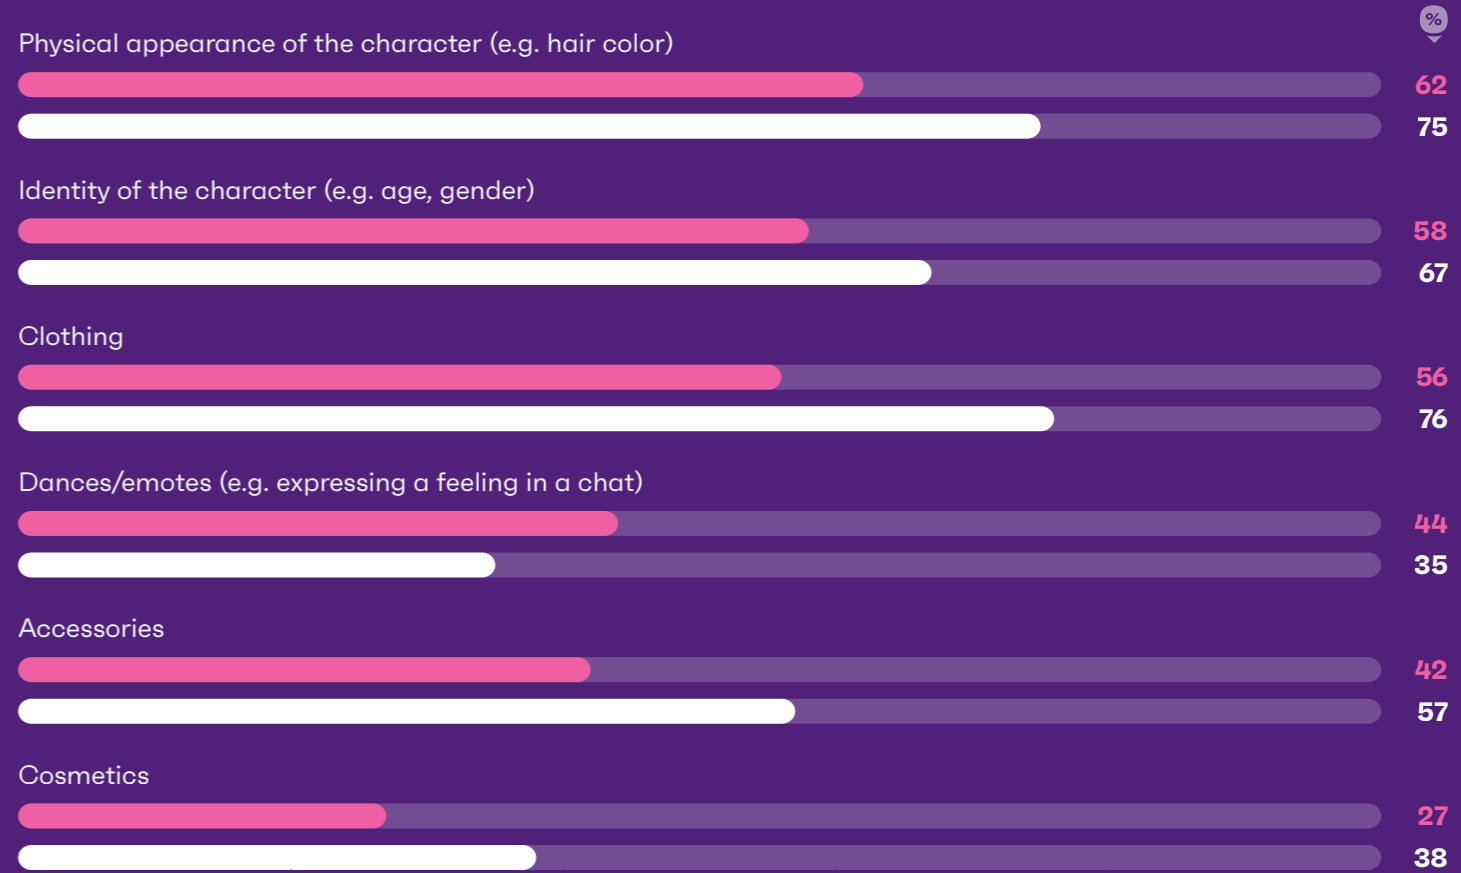 %
Physical appearance of the character (e.g. hair color)
62
75
Identity of the character (e.g. age, gender)
58
67
Clothing
56
76
Dances/emotes (e.g. expressing a feeling in a chat)
44
35
Accessories
42
57
Cosmetics
27
38